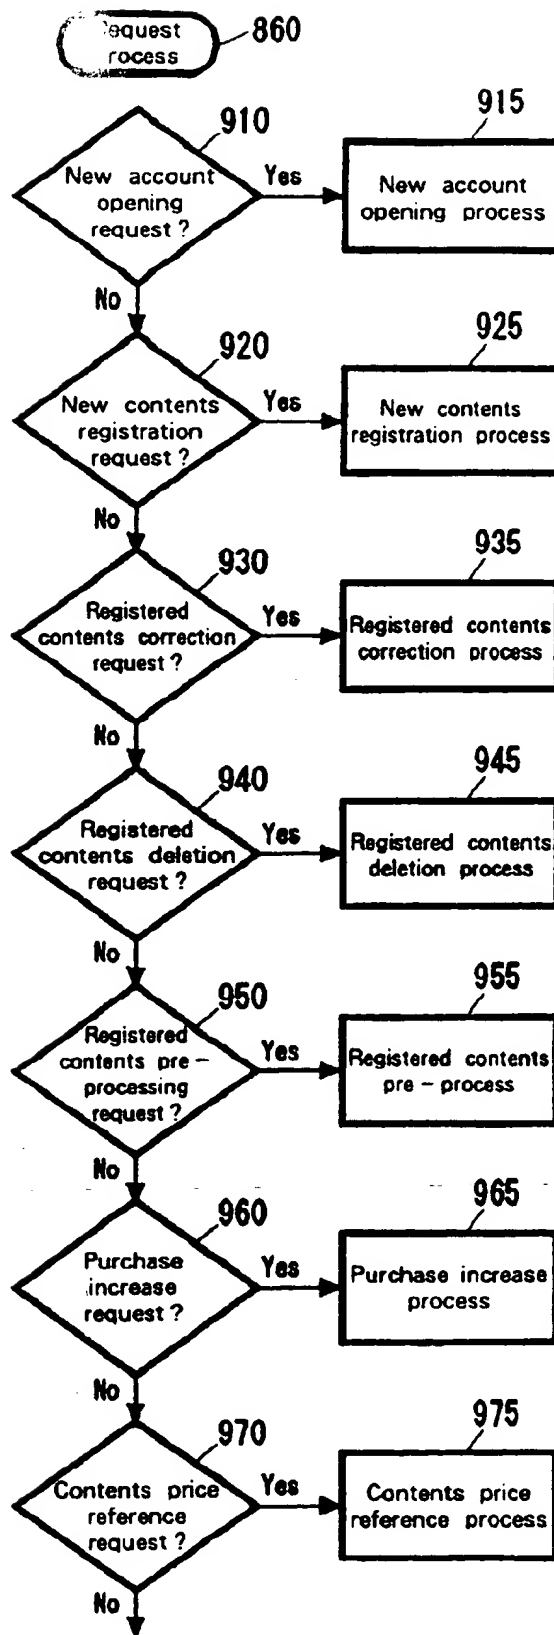 860
910
New account
opening
request ?
Yes
915
New account
opening process
No
920
New contents
registration
request ?
Yes
925
New contents
registration process
No
930
Registered
contents correction
request ?
Yes
935
Registered contents
correction process
No
940
Registered
contents deletion
request ?
Yes
945
Registered contents
deletion process
No
950
Registered
contents pre-
processing
request ?
Yes
955
Registered contents
pre - process
No
960
Purchase
increase
request ?
Yes
965
Purchase increase
process
No
970
Contents price
reference
request ?
Yes
975
Contents price
reference process
No